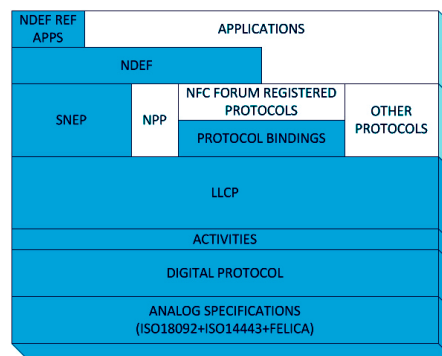 NDEF REF
APPS
APPLICATIONS
NDEF
SNEP
NPP
NFC FORUM REGISTERED
PROTOCOLS
PROTOCOL BINDINGS
OTHER
PROTOCOLS
LLCP
ACTIVITIES
DIGITAL PROTOCOL
ANALOG SPECIFICATIONS
(ISO18092+ISO14443+FELICA)